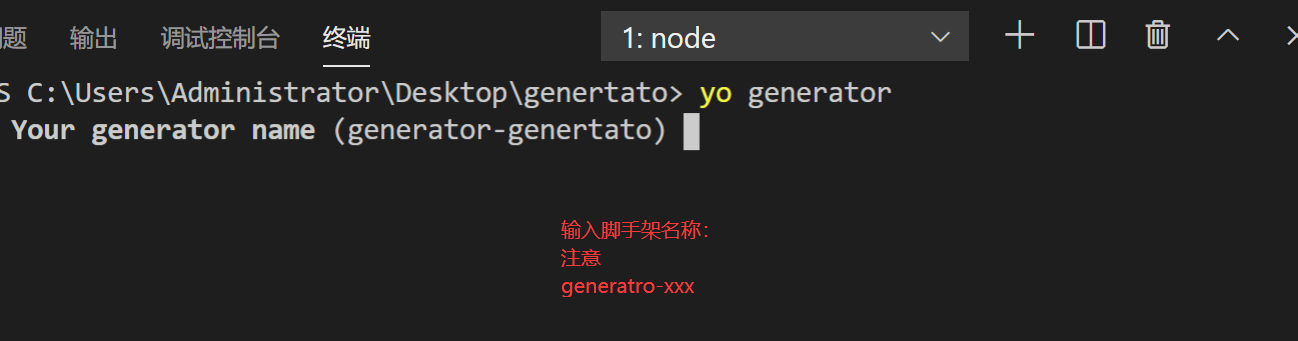 题 输出 调试控制台 终端 1: node
S C:\Users\Administrator\Desktop\genertato> yo generator
Your generator name (generator-genertato)
输入脚手架名称：
注意
generatro-xxx